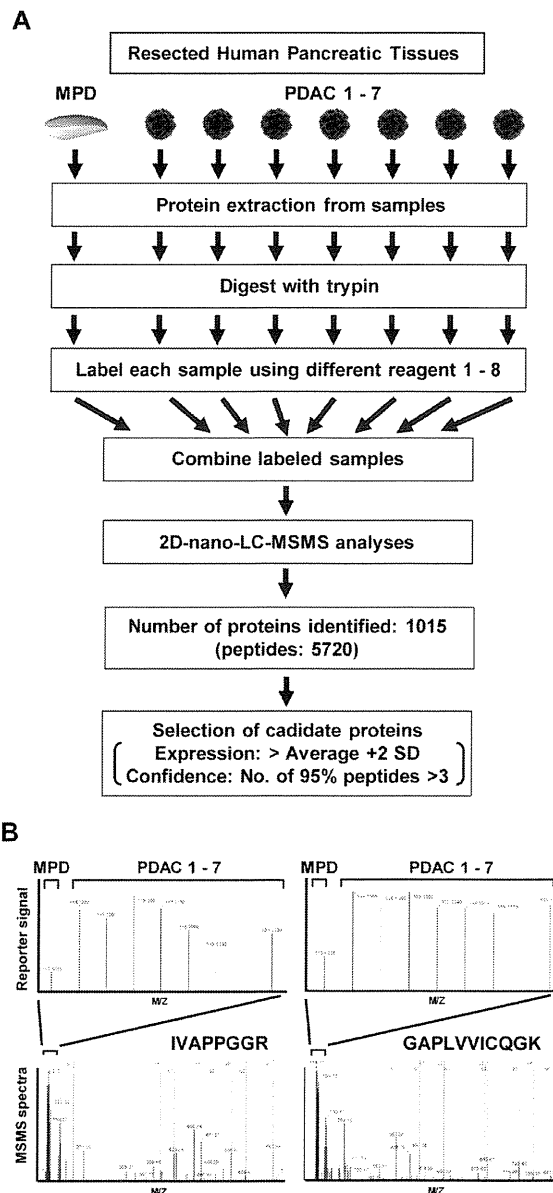 A
Resected Human Pancreatic Tissues
MPD PDAC 1 - 7
Protein extraction from samples
Digest with trypin
Label each sample using different reagent 1 - 8
Combine labeled samples
2D-nano-LC-MSMS analyses
Number of proteins identified: 1015
(peptides: 5720)
Selection of cadidate proteins
Expression: > Average +2 SD
Confidence: No. of 95% peptides >3
B
MPD PDAC 1 - 7 MPD PDAC 1 - 7
Reporter signal
M/Z M/Z
IVAPPGGR GAPLVVICQGK
MSMS spectra
M/Z M/Z